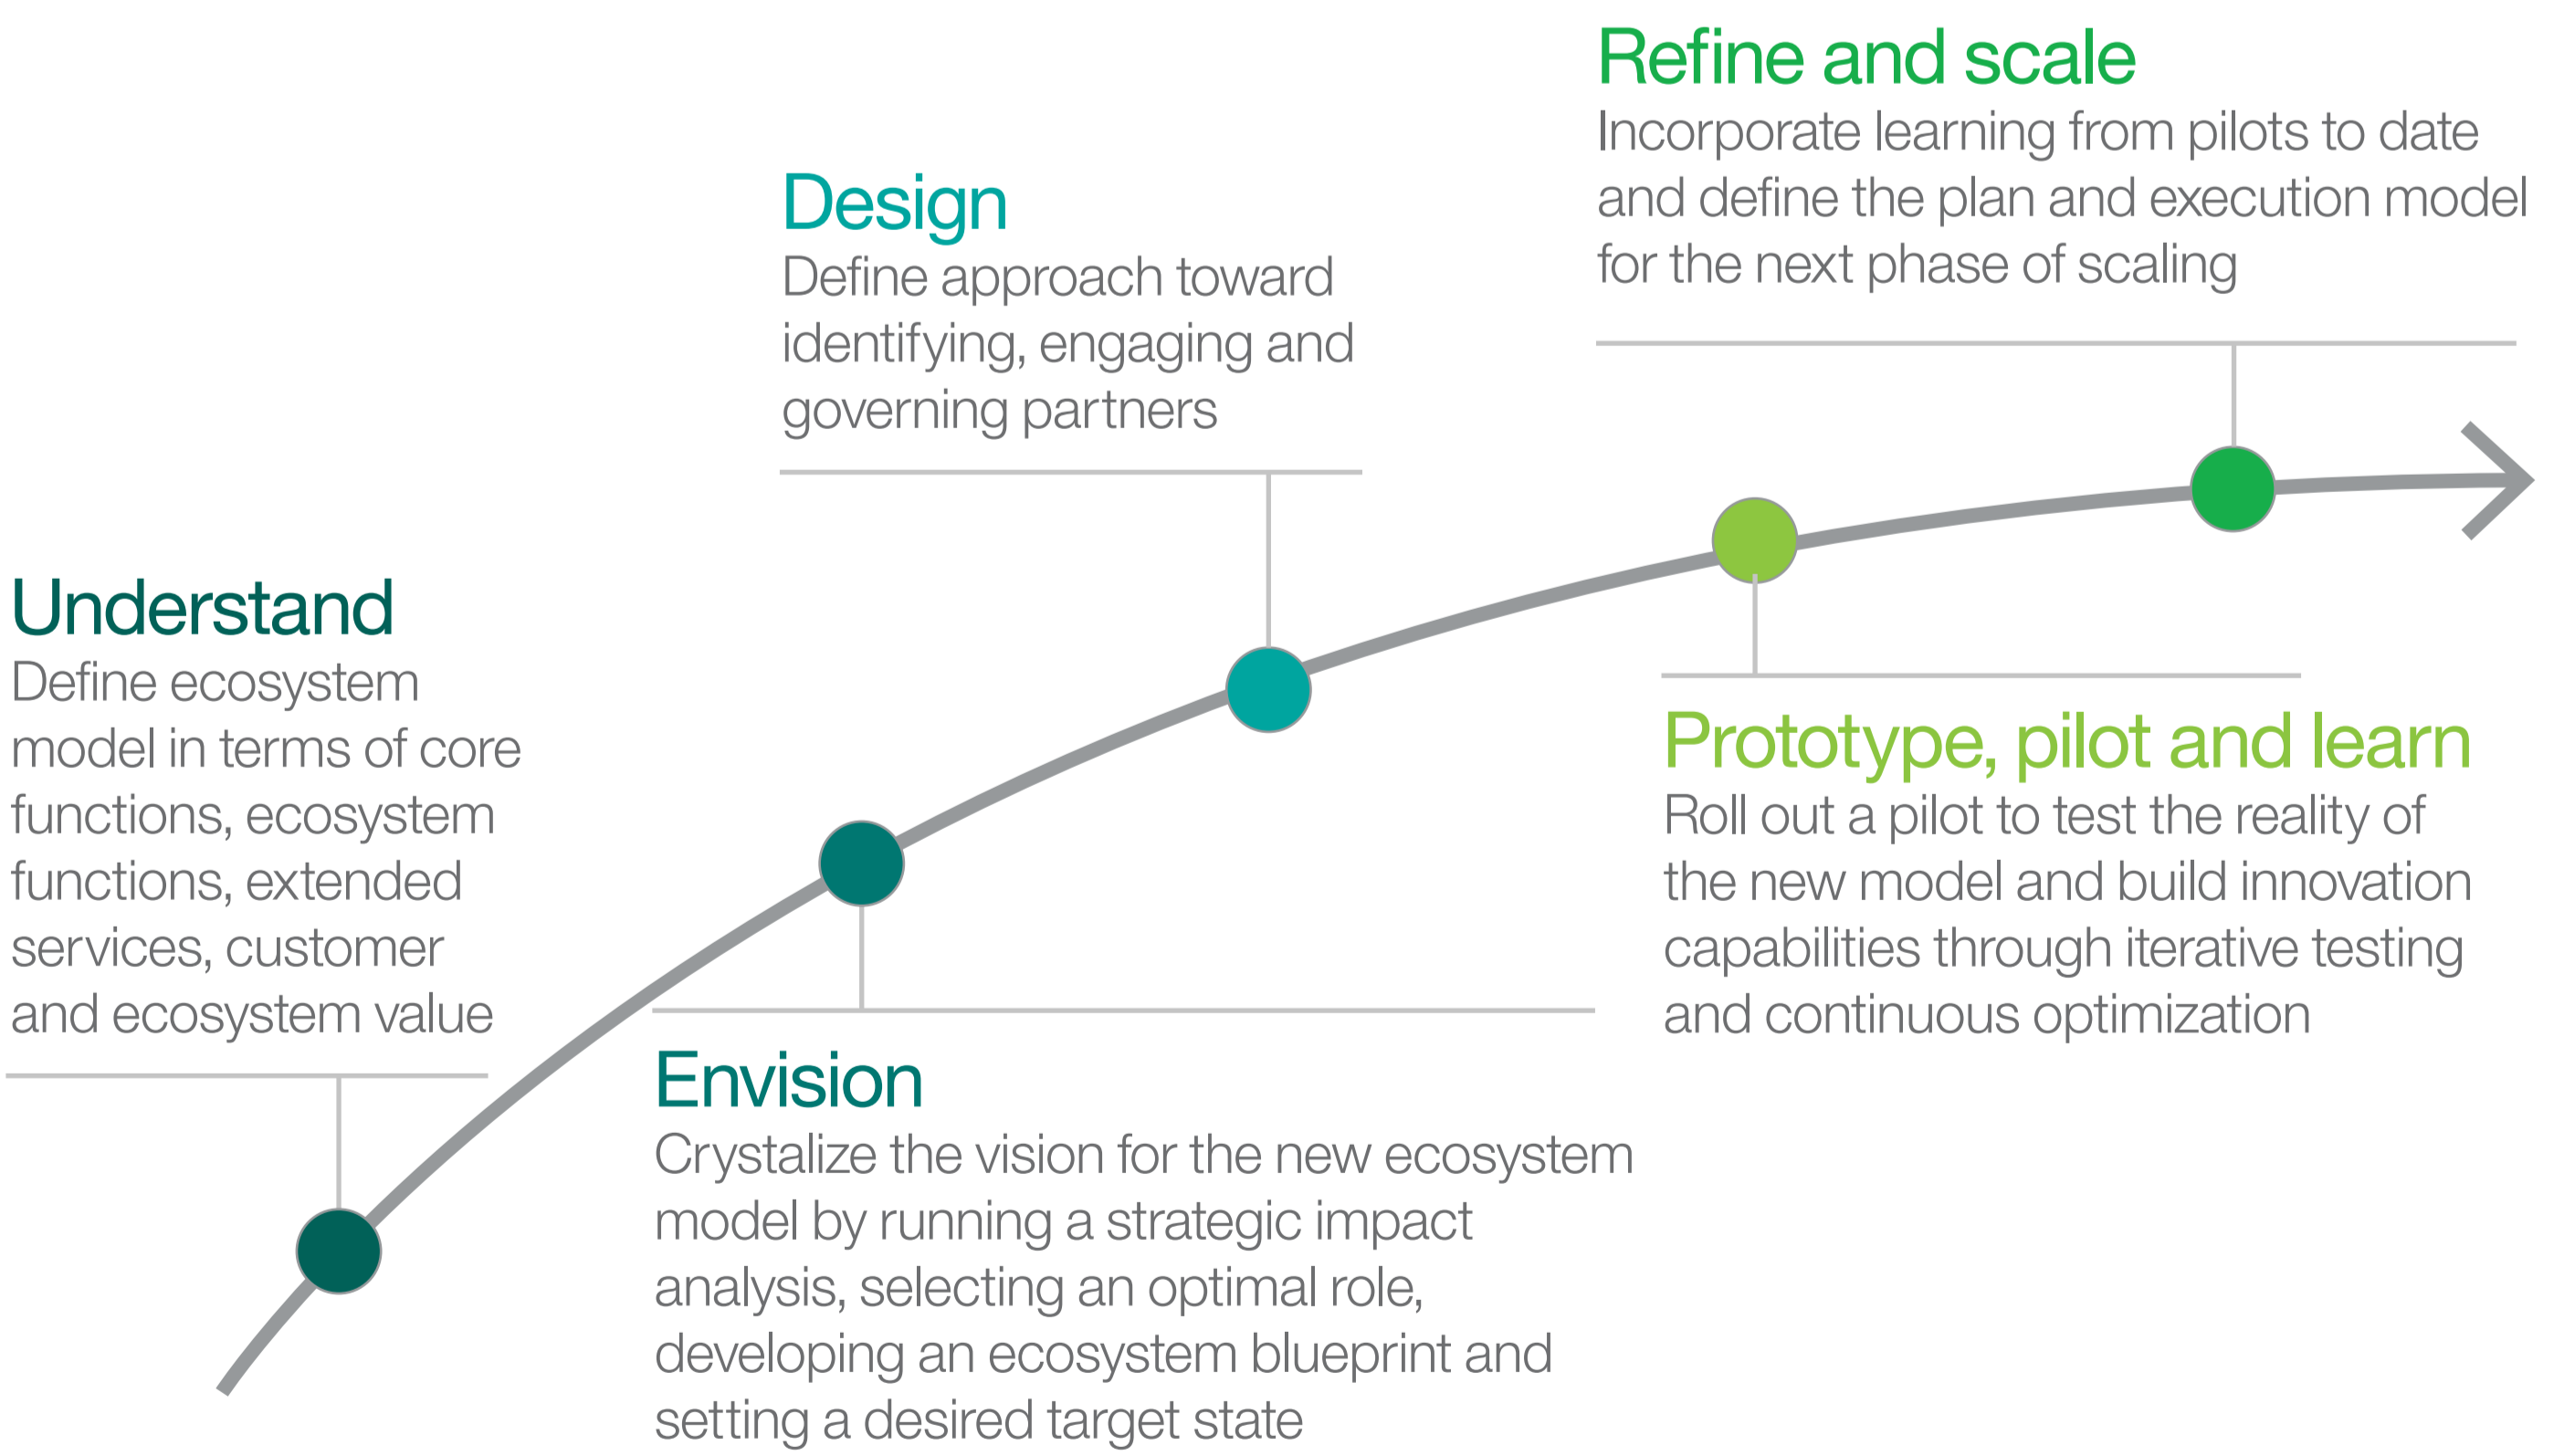 Understand
Define ecosystem
model in terms of core
functions, ecosystem
functions, extended
services, customer
and ecosystem value
Envision
Crystalize the vision for the new ecosystem
model by running a strategic impact
analysis, selecting an optimal role,
developing an ecosystem blueprint and
setting a desired target state
Design
Define approach toward
identifying, engaging and
governing partners
Prototype, pilot and learn
Roll out a pilot to test the reality of
the new model and build innovation
capabilities through iterative testing
and continuous optimization
Refine and scale
Incorporate learning from pilots to date
and define the plan and execution model
for the next phase of scaling